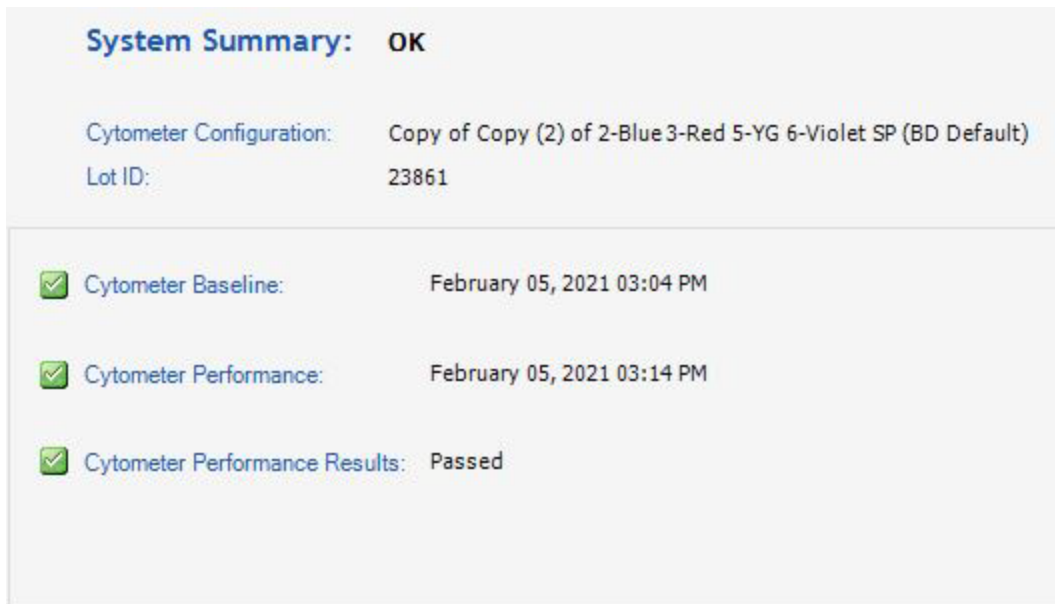 System Summary: OK
Cytometer Configuration: Copy of Copy (2) of 2-Blue 3-Red 5-YG 6-Violet SP (BD Default)
Lot ID: 23861
Cytometer Baseline: February 05, 2021 03:04 PM
Cytometer Performance: February 05, 2021 03:14 PM
Cytometer Performance Results: Passed